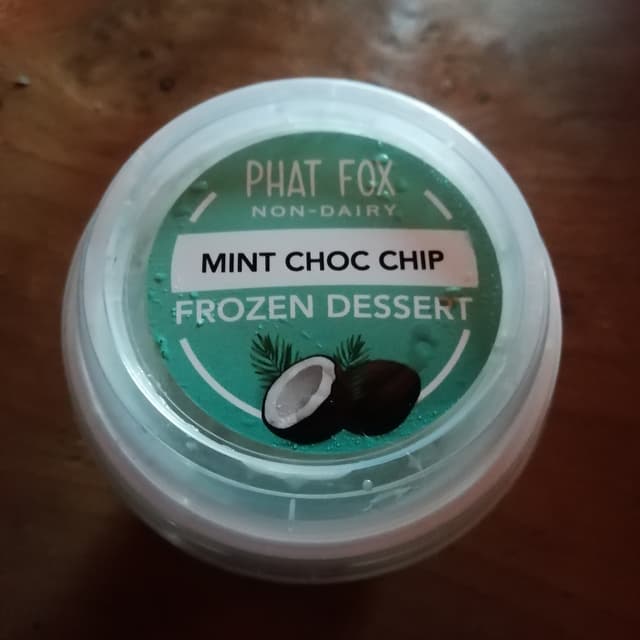 PHAT FOX
NON-DAIRY
MINT CHOC CHIP
FROZEN DESSERT